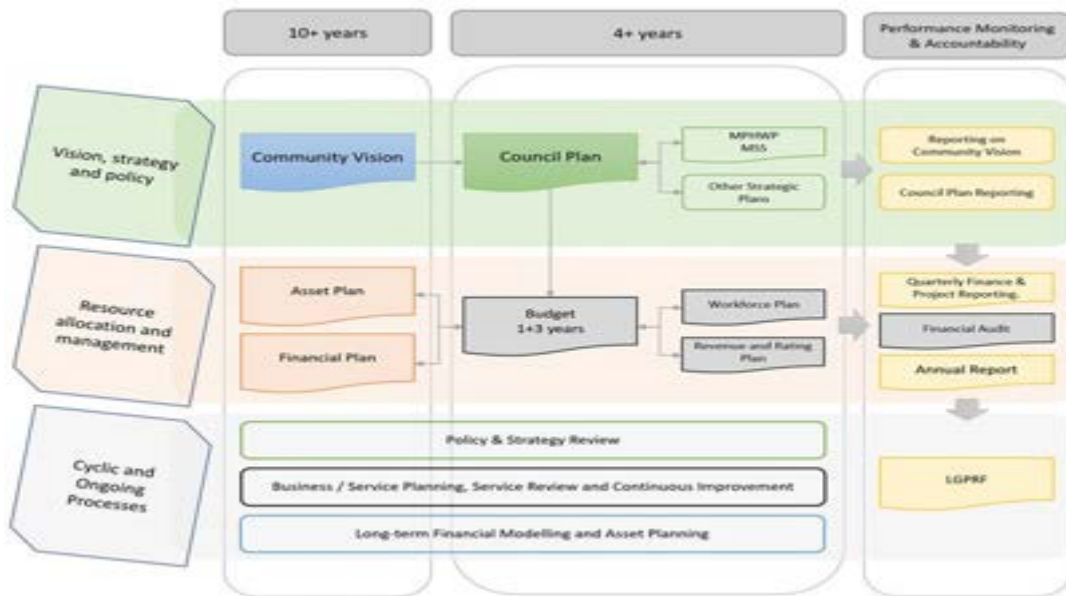 10+ years
4+ years
Performance Monitoring
& Accountability
Vision, strategy
and policy
Community Vision
Council Plan
MPHWP
MSS
Other Strategic
Plans
Reporting on
Community Vision
Council Plan Reporting
Resource
allocation and
management
Asset Plan
Financial Plan
Budget
1+3 years
Workforce Plan
Revenue and Rating
Plan
Quarterly Finance &
Project Reporting.
Financial Audit
Annual Report
Cyclic and
Ongoing
Processes
Policy & Strategy Review
Business / Service Planning, Service Review and Continuous Improvement
Long-term Financial Modelling and Asset Planning
LGPRF